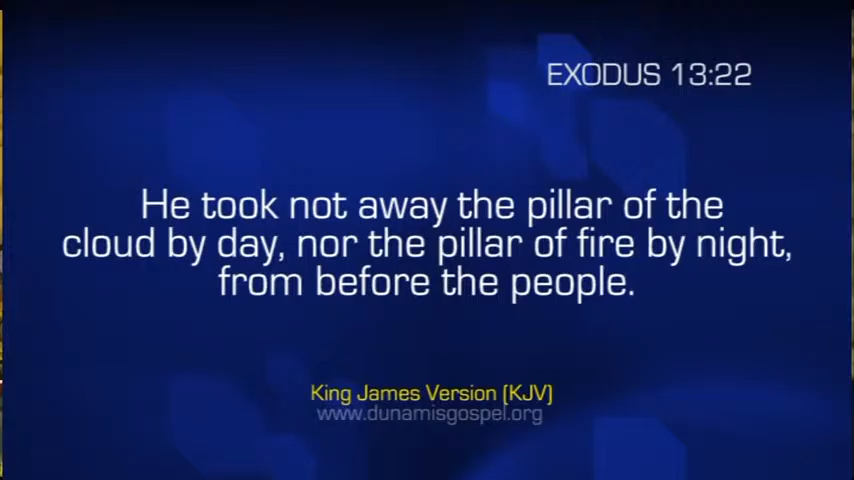 EXODUS 13:22
He took not away the pillar of the
cloud by day, nor the pillar of fire by night,
from before the people.
King James Version (KJV)
www.dunamisgospel.org